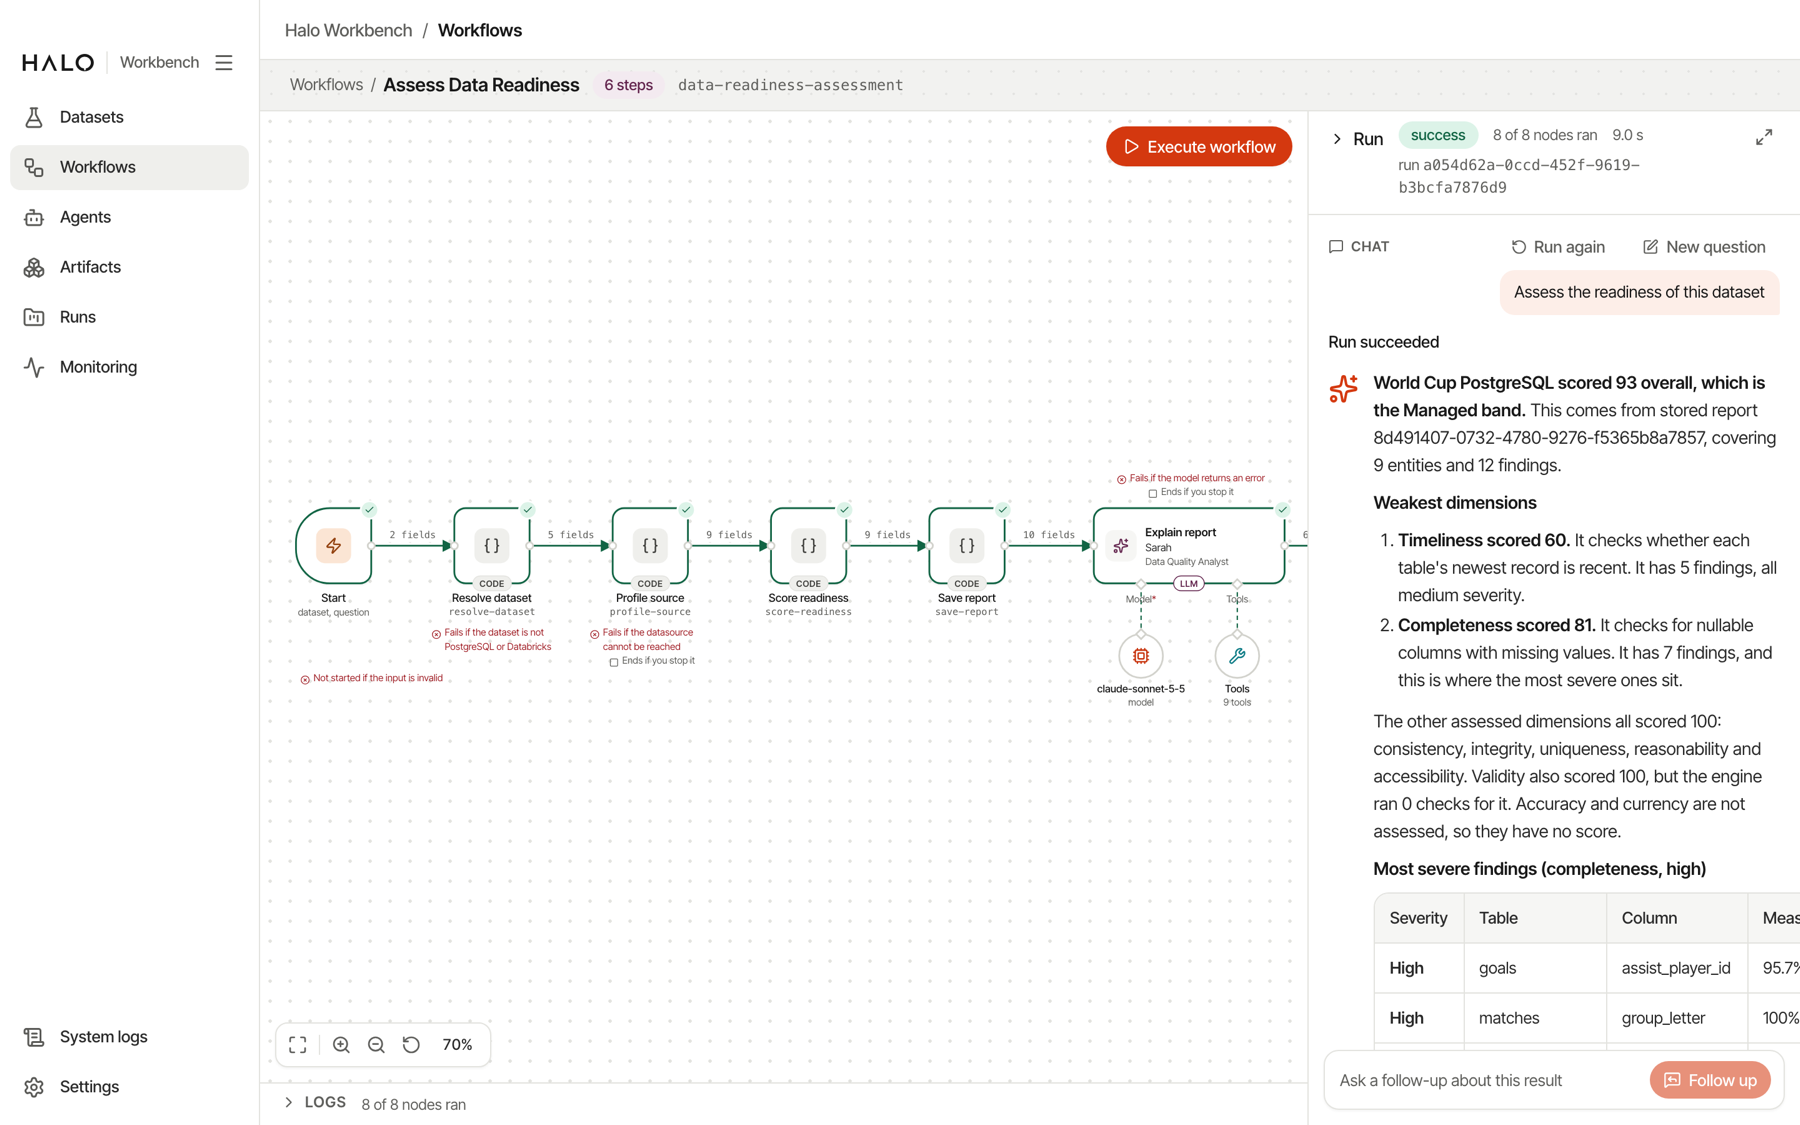 HALO
Workbench
Datasets
Workflows
Agents
Artifacts
Runs
Monitoring
System logs
Settings
Halo Workbench / Workflows
Workflows / Assess Data Readiness
6 steps
data-readiness-assessment
Execute workflow
Start
dataset, question
Not started if the input is invalid
2 fields
CODE
Resolve dataset
resolve-dataset
Fails if the dataset is not
PostgreSQL or Databricks
5 fields
CODE
Profile source
profile-source
Fails if the datasource
cannot be reached
Ends if you stop it
9 fields
CODE
Score readiness
score-readiness
9 fields
CODE
Save report
save-report
10 fields
Fails if the model returns an error
Ends if you stop it
Explain report
Sarah
Data Quality Analyst
LLM
Model*
Tools
claude-sonnet-5-5
model
Tools
9 tools
6
70%
LOGS
8 of 8 nodes ran
Run
success
8 of 8 nodes ran
9.0 s
run a054d62a-0ccd-452f-9619-
b3bcfa7876d9
CHAT
Run again
New question
Assess the readiness of this dataset
Run succeeded
World Cup PostgreSQL scored 93 overall, which is
the Managed band. This comes from stored report
8d491407-0732-4780-9276-f5365b8a7857, covering
9 entities and 12 findings.
Weakest dimensions
1. Timeliness scored 60. It checks whether each
table's newest record is recent. It has 5 findings, all
medium severity.
2. Completeness scored 81. It checks for nullable
columns with missing values. It has 7 findings, and
this is where the most severe ones sit.
The other assessed dimensions all scored 100:
consistency, integrity, uniqueness, reasonability and
accessibility. Validity also scored 100, but the engine
ran 0 checks for it. Accuracy and currency are not
assessed, so they have no score.
Most severe findings (completeness, high)
Severity Table Column Meas
High goals assist_player_id 95.7%
High matches group_letter 100%
Ask a follow-up about this result
Follow up